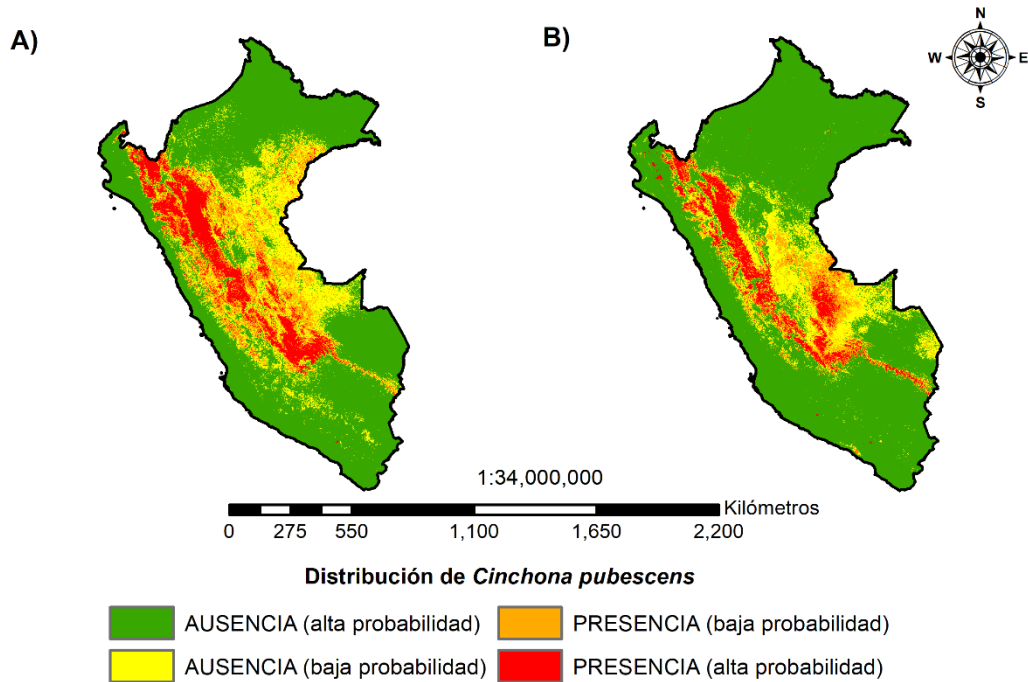 A)
B)
N
W
E
S
1:34,000,000
Kilómetros
0 275 550 1,100 1,650 2,200
Distribución de Cinchona pubescens
AUSENCIA (alta probabilidad)
PRESENCIA (baja probabilidad)
AUSENCIA (baja probabilidad)
PRESENCIA (alta probabilidad)